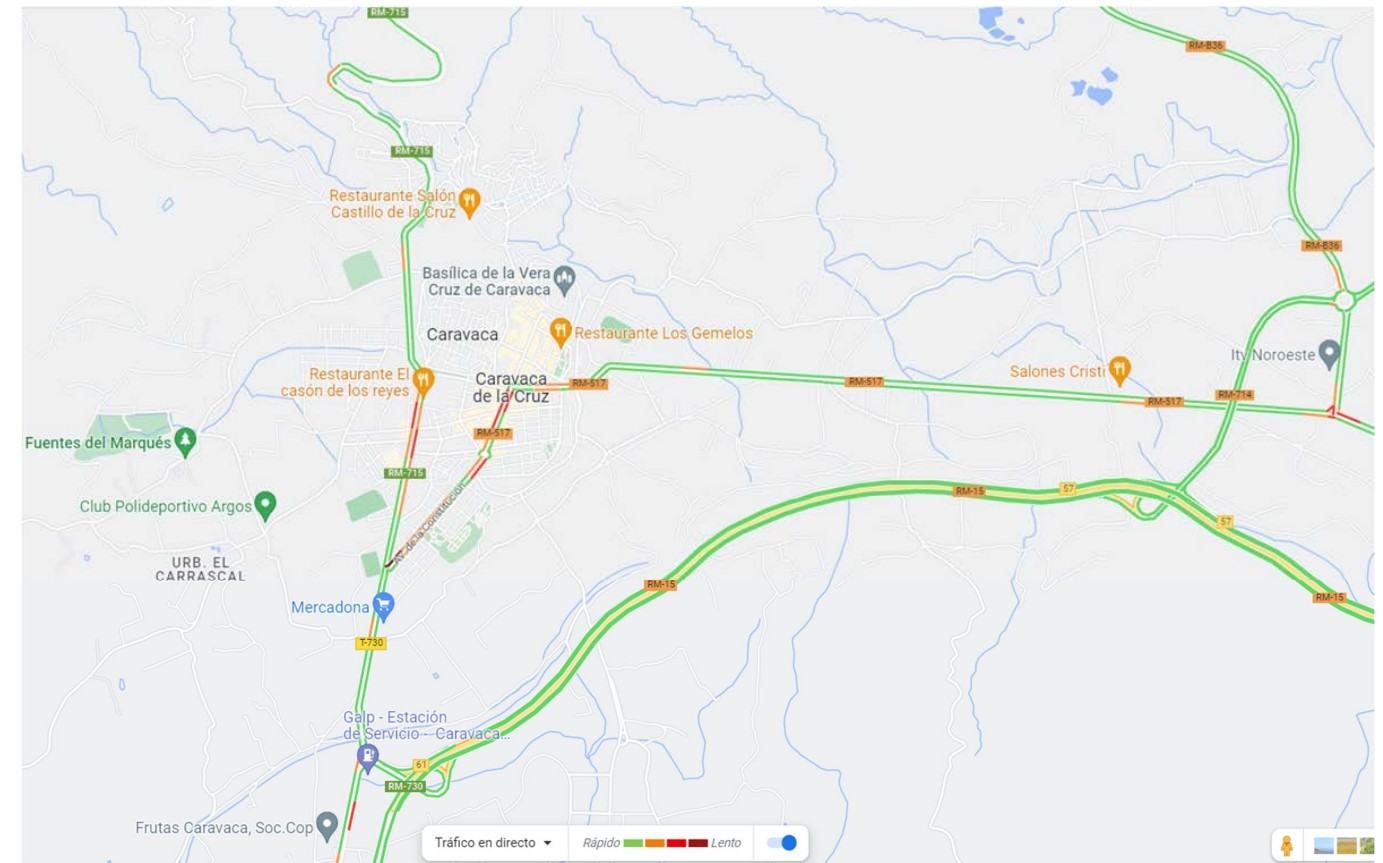 RM-715
RM-B36
RM-715
Restaurante Salón
Castillo de la Cruz
RM-B36
Basílica de la Vera
Cruz de Caravaca
Caravaca
Restaurante Los Gemelos
Itv Noroeste
Restaurante El
casón de los reyes
Caravaca
de la Cruz
RM-517
RM-517
Salones Cristi
RM-517
RM-714
Fuentes del Marqués
RM-517
RM-715
RM-15
57
Club Polideportivo Argos
57
Av. de la Constitución
URB. EL
CARRASCAL
RM-15
RM-15
Mercadona
T-730
Galp - Estación
de Servicio - Caravaca...
61
RM-730
Frutas Caravaca, Soc.Cop
Tráfico en directo
Rápido
Lento